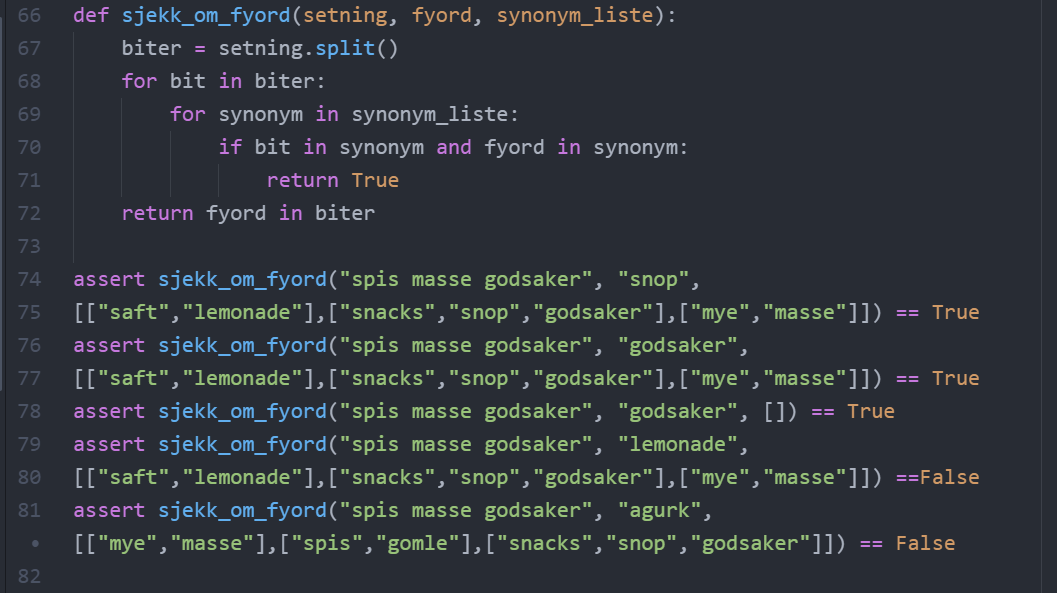 66 def sjekk_om_fyord(setning, fyord, synonym_liste):
67     biter = setning.split()
68     for bit in biter:
69         for synonym in synonym_liste:
70             if bit in synonym and fyord in synonym:
71                 return True
72     return fyord in biter
73
74 assert sjekk_om_fyord("spis masse godsaker", "snop",
75 [["saft","lemonade"],["snacks","snop","godsaker"],["mye","masse"]]) == True
76 assert sjekk_om_fyord("spis masse godsaker", "godsaker",
77 [["saft","lemonade"],["snacks","snop","godsaker"],["mye","masse"]]) == True
78 assert sjekk_om_fyord("spis masse godsaker", "godsaker", []) == True
79 assert sjekk_om_fyord("spis masse godsaker", "lemonade",
80 [["saft","lemonade"],["snacks","snop","godsaker"],["mye","masse"]]) ==False
81 assert sjekk_om_fyord("spis masse godsaker", "agurk",
• [["mye","masse"],["spis","gomle"],["snacks","snop","godsaker"]]) == False
82